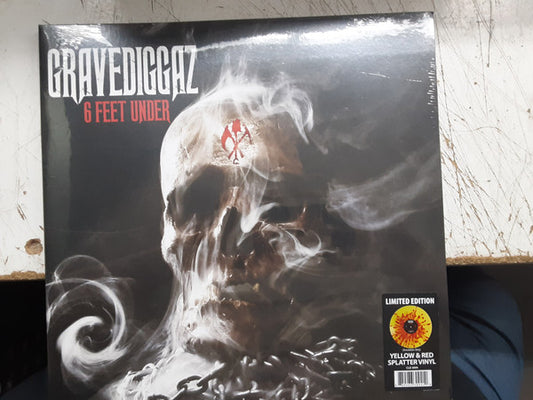 GRAVEDIGGAZ
6 FEET UNDER
LIMITED EDITION
YELLOW & RED
SPLATTER VINYL